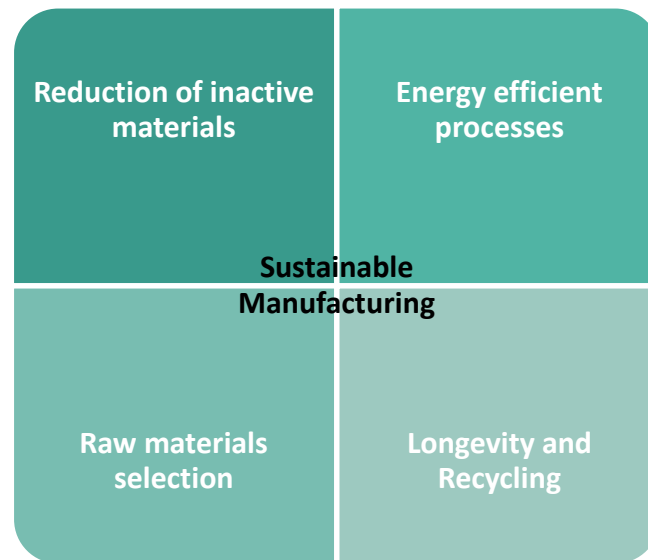 Reduction of inactive
materials
Energy efficient
processes
Sustainable
Manufacturing
Raw materials
selection
Longevity and
Recycling